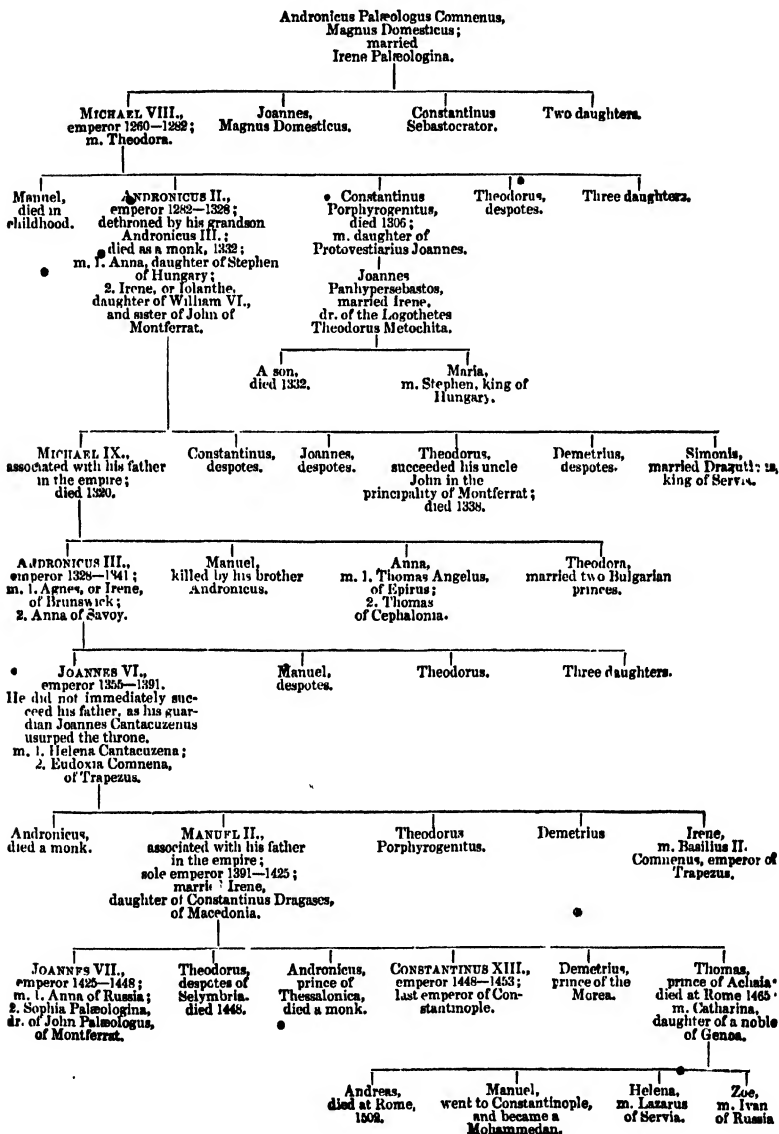 Andronicus Palæologus Comnenus,
Magnus Domesticus;
married
Irene Palæologina.
MICHAEL VIII.,
emperor 1260—1282;
m. Theodora.
Joannes,
Magnus Domesticus.
Constantinus
Sebastocrator.
Two daughters.
Manuel,
died in
childhood.
ANDRONICUS II.,
emperor 1282—1328;
dethroned by his grandson
Andronicus III.;
died as a monk, 1332;
m. 1. Anna, daughter of Stephen
of Hungary;
2. Irene, or Iolanthe,
daughter of William VI.,
and sister of John of
Montferrat.
Constantinus
Porphyrogenitus,
died 1306;
m. daughter of
Protovestiarius Joannes.
Theodorus,
despotes.
Three daughters.
Joannes
Panhypersebastos,
married Irene,
dr. of the Logothetes
Theodorus Metochita.
A son,
died 1332.
Maria,
m. Stephen, king of
Hungary.
MICHAEL IX.,
associated with his father
in the empire;
died 1320.
Constantinus,
despotes.
Joannes,
despotes.
Theodorus,
succeeded his uncle
John in the
principality of Montferrat;
died 1338.
Demetrius,
despotes.
Simonis,
married
king of Servia.
ANDRONICUS III.,
emperor 1328—1341;
m. 1. Agnes, or Irene,
of Brunswick;
2. Anna of Savoy.
Manuel,
killed by his brother
Andronicus.
Anna,
m. 1. Thomas Angelus,
of Epirus;
2. Thomas
of Cephalonia.
Theodora,
married two Bulgarian
princes.
JOANNES VI.,
emperor 1355—1391.
He did not immediately suc-
ceed his father, as his guar-
dian Joannes Cantacuzenus
usurped the throne.
m. 1. Helena Cantacuzena;
2. Eudoxia Comnena,
of Trapezus.
Manuel,
despotes.
Theodorus.
Three daughters.
Andronicus,
died a monk.
MANUEL II.,
associated with his father
in the empire;
sole emperor 1391—1425;
married Irene,
daughter of Constantinus Dragases,
of Macedonia.
Theodorus
Porphyrogenitus.
Demetrius
Irene,
m. Basilius II.
Comnenus, emperor of
Trapezus.
JOANNES VII.,
emperor 1425—1448;
m. 1. Anna of Russia;
2. Sophia Palæologina,
dr. of John Palæologus,
of Montferrat.
Theodorus,
despotes of
Selymbria.
died 1448.
Andronicus,
prince of
Thessalonica,
died a monk.
CONSTANTINUS XIII.,
emperor 1448—1453;
last emperor of Con-
stantinople.
Demetrius,
prince of the
Morea.
Thomas,
prince of Achaia
died at Rome 1465.
m. Catharina,
daughter of a noble
of Genoa.
Andreas,
died at Rome,
1502.
Manuel,
went to Constantinople,
and became a
Mohammedan.
Helena,
m. Lazarus
of Servia.
Zoe,
m. Ivan
of Russia